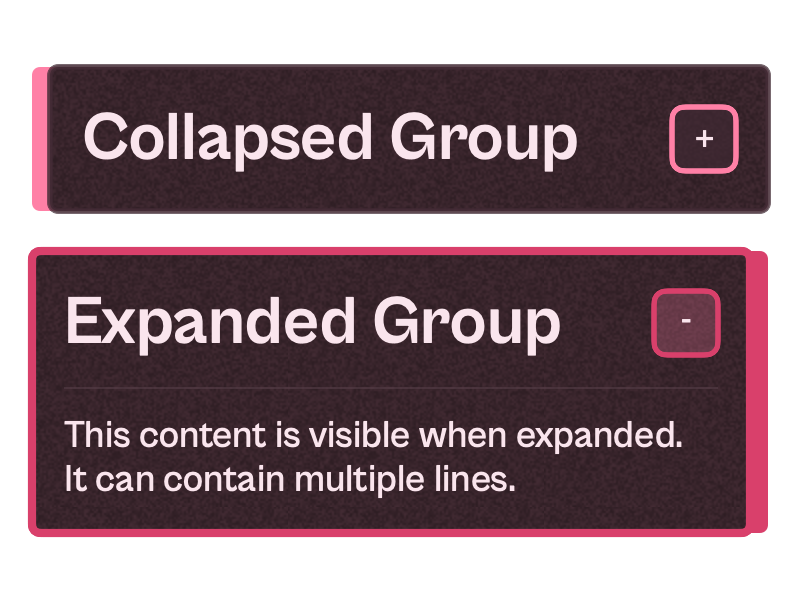 Collapsed Group
+
Expanded Group
-
This content is visible when expanded.
It can contain multiple lines.